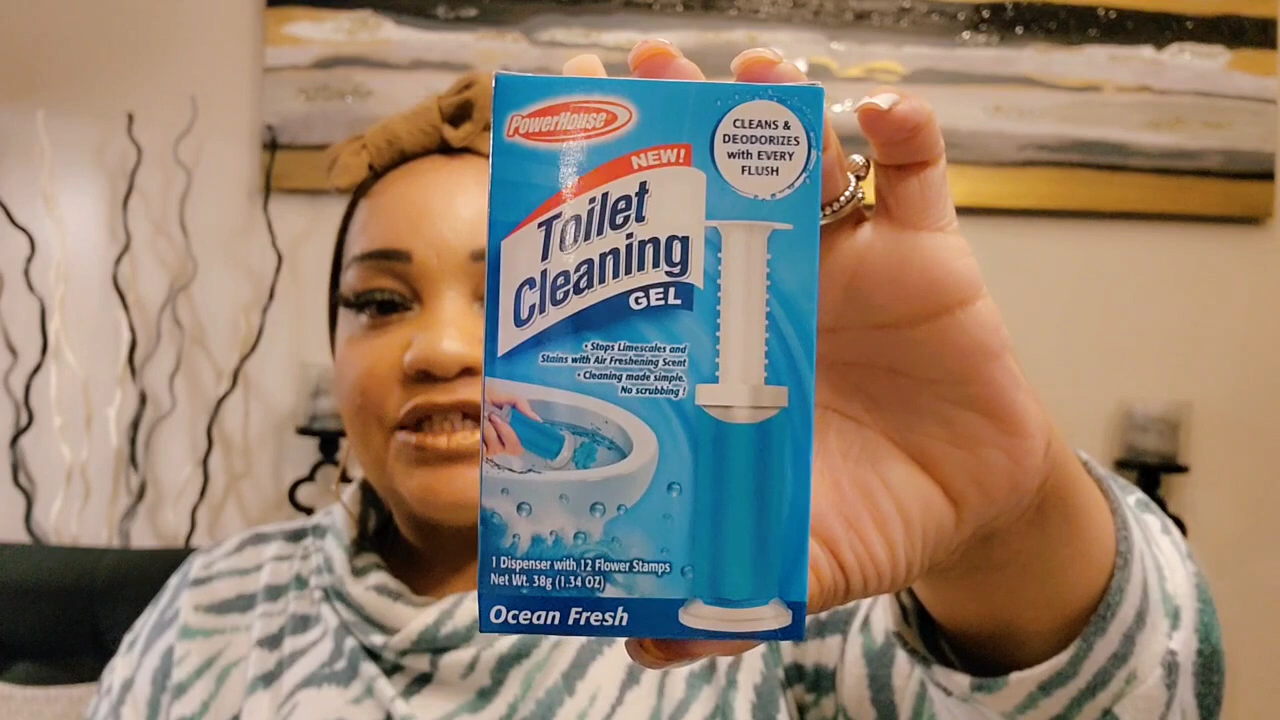 PowerHouse®
CLEANS &
DEODORIZES
with EVERY
FLUSH
NEW!
Toilet
Cleaning
GEL
• Stops Limescales and
Stains with Air Freshening Scent
• Cleaning made simple.
No scrubbing !
1 Dispenser with 12 Flower Stamps
Net Wt. 38g (1.34 OZ)
Ocean Fresh